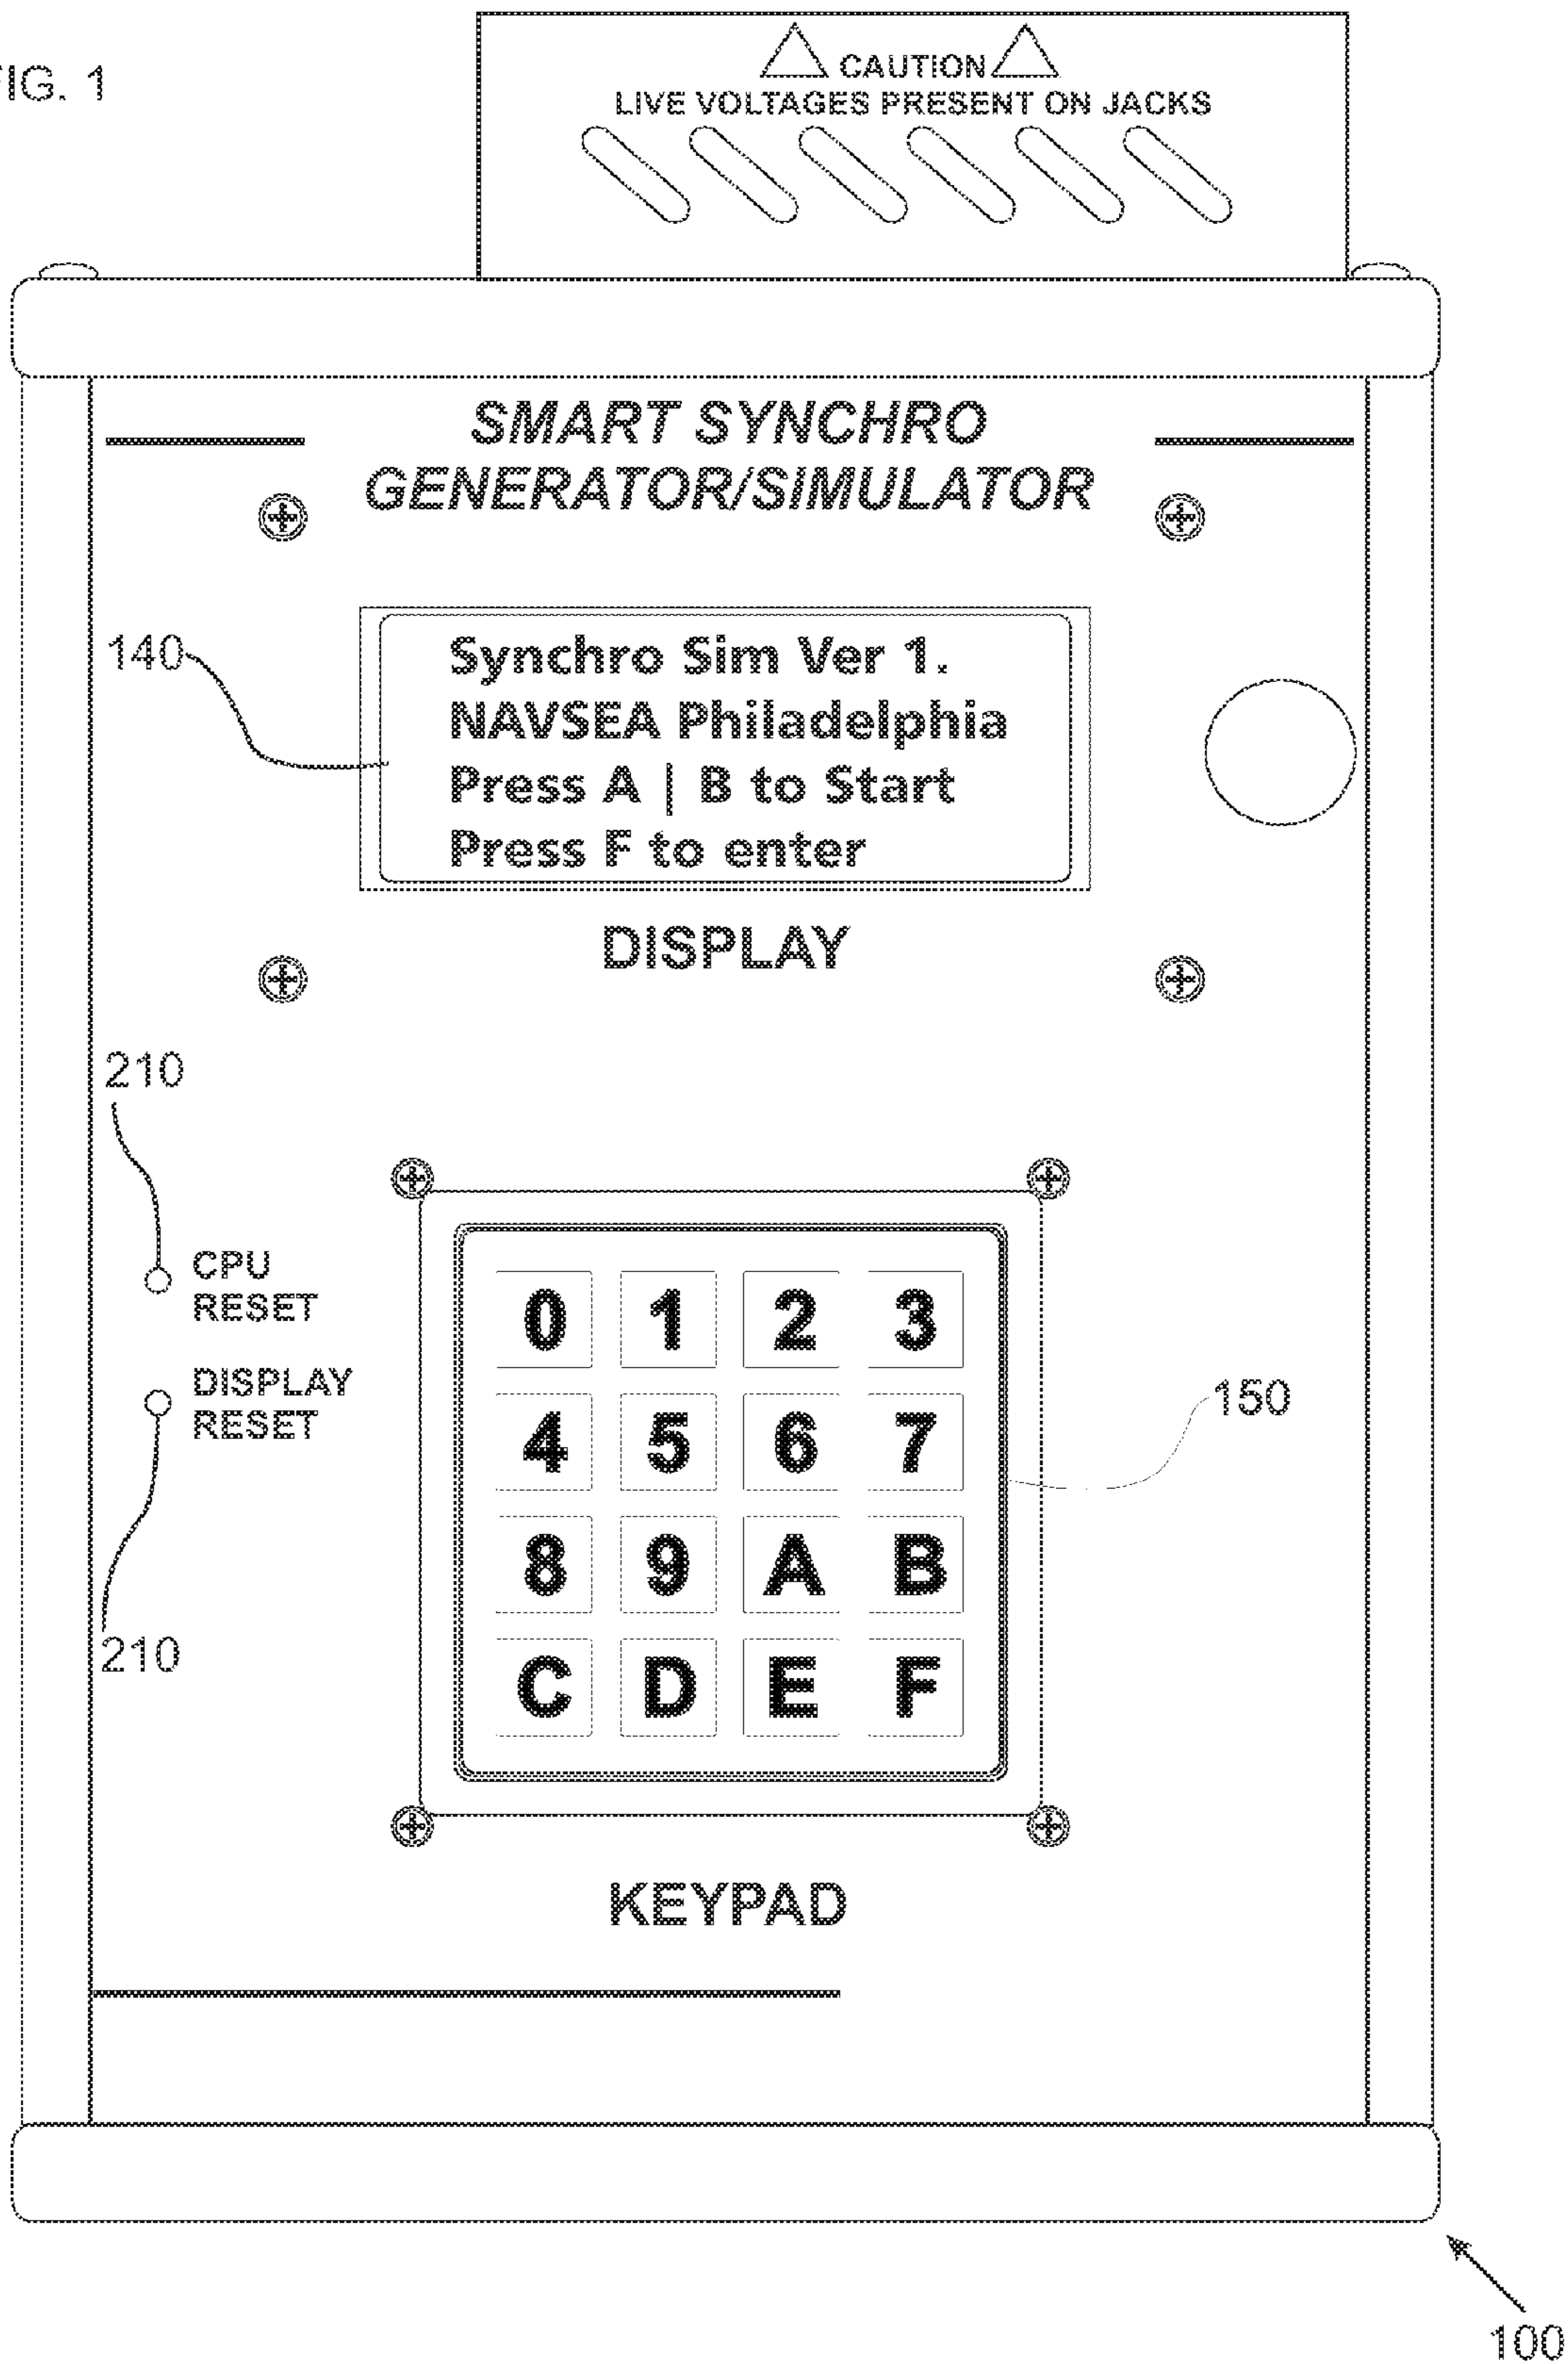 FIG. 1
CAUTION
LIVE VOLTAGES PRESENT ON JACKS
SMART SYNCHRO
GENERATOR/SIMULATOR
140
Synchro Sim Ver 1.
NAVSEA Philadelphia
Press A | B to Start
Press F to enter
DISPLAY
210
CPU
RESET
DISPLAY
RESET
210
0 1 2 3
4 5 6 7
8 9 A B
C D E F
150
KEYPAD
100